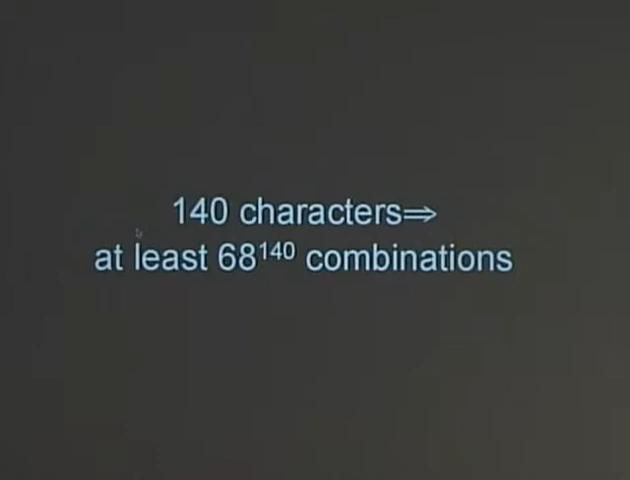 140 characters⇒
at least 68¹⁴⁰ combinations